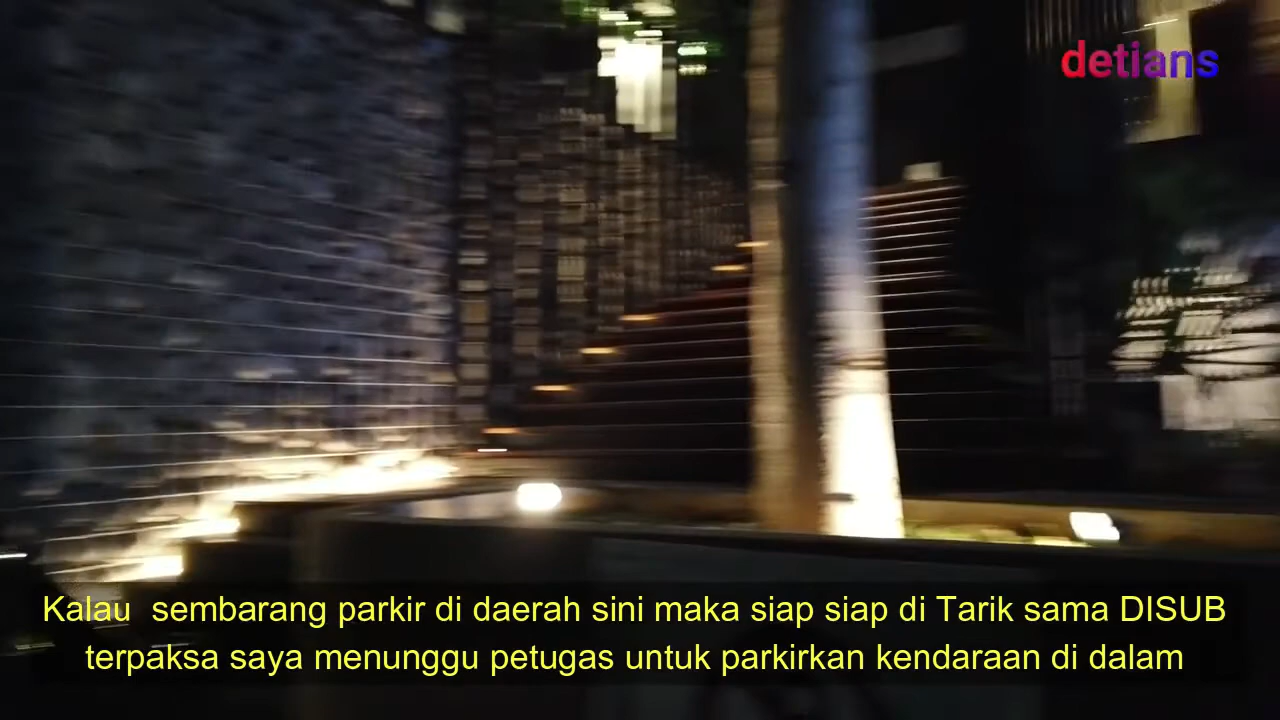 detians
Kalau  sembarang parkir di daerah sini maka siap siap di Tarik sama DISUB
terpaksa saya menunggu petugas untuk parkirkan kendaraan di dalam